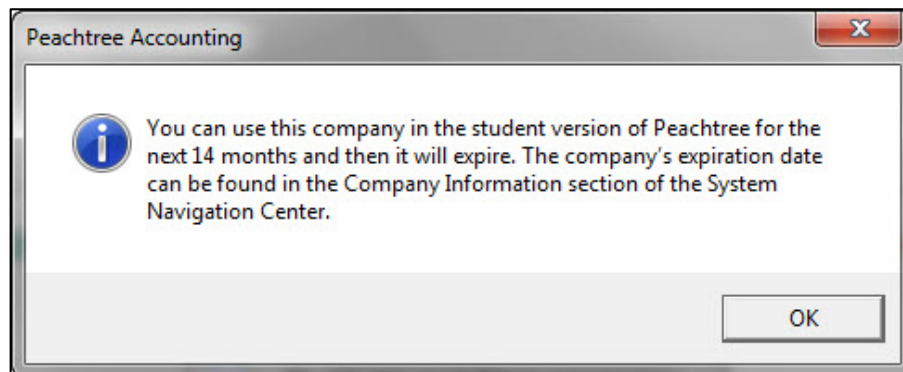 Peachtree Accounting
You can use this company in the student version of Peachtree for the
next 14 months and then it will expire. The company's expiration date
can be found in the Company Information section of the System
Navigation Center.
OK